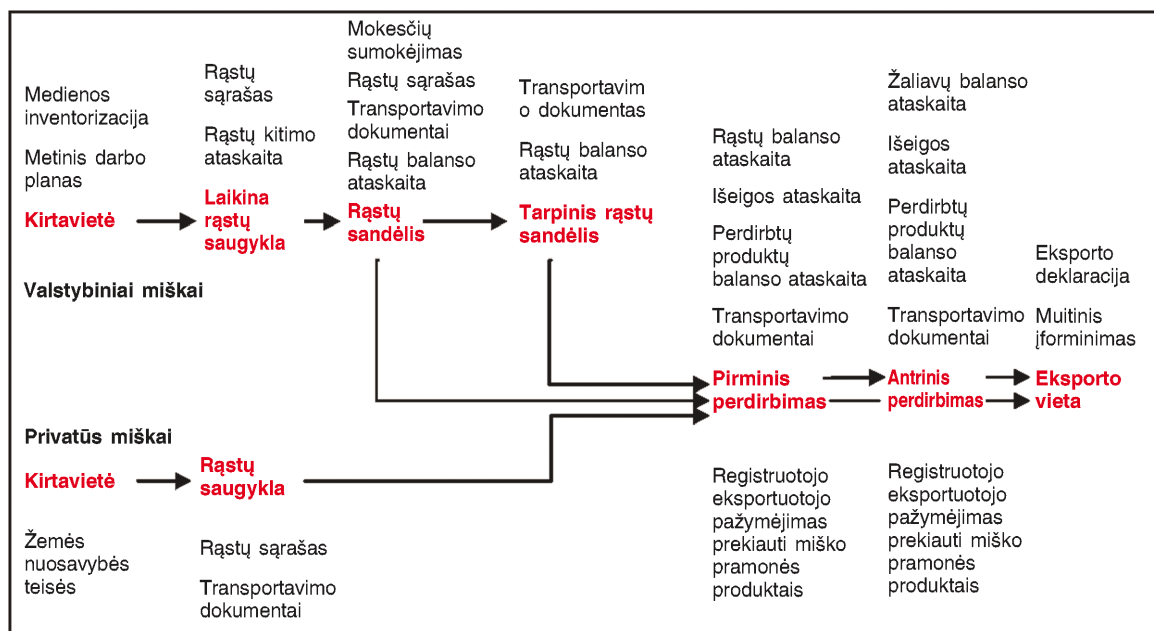 Medienos
inventorizacija
Metinis darbo
planas
Kirtavietė
Rąstų
sąrašas
Rąstų kitimo
ataskaita
Laikina
rąstų
saugykla
Mokesčių
sumokėjimas
Rąstų sąrašas
Transportavimo
dokumentai
Rąstų balanso
ataskaita
Rąstų
sandėlis
Transportavim
o dokumentas
Rąstų balanso
ataskaita
Tarpinis rąstų
sandėlis
Valstybiniai miškai
Rąstų balanso
ataskaita
Išeigos ataskaita
Perdirbtų
produktų
balanso ataskaita
Transportavimo
dokumentai
Pirminis
perdirbimas
Žaliavų balanso
ataskaita
Išeigos
ataskaita
Perdirbtų
produktų
balanso
ataskaita
Transportavimo
dokumentai
Antrinis
perdirbimas
Eksporto
deklaracija
Muitinis
įforminimas
Eksporto
vieta
Privatūs miškai
Kirtavietė
Žemės
nuosavybės
teisės
Rąstų
saugykla
Rąstų sąrašas
Transportavimo
dokumentai
Registruotojo
eksportuotojo
pažymėjimas
prekiauti miško
pramonės
produktais
Registruotojo
eksportuotojo
pažymėjimas
prekiauti miško
pramonės
produktais